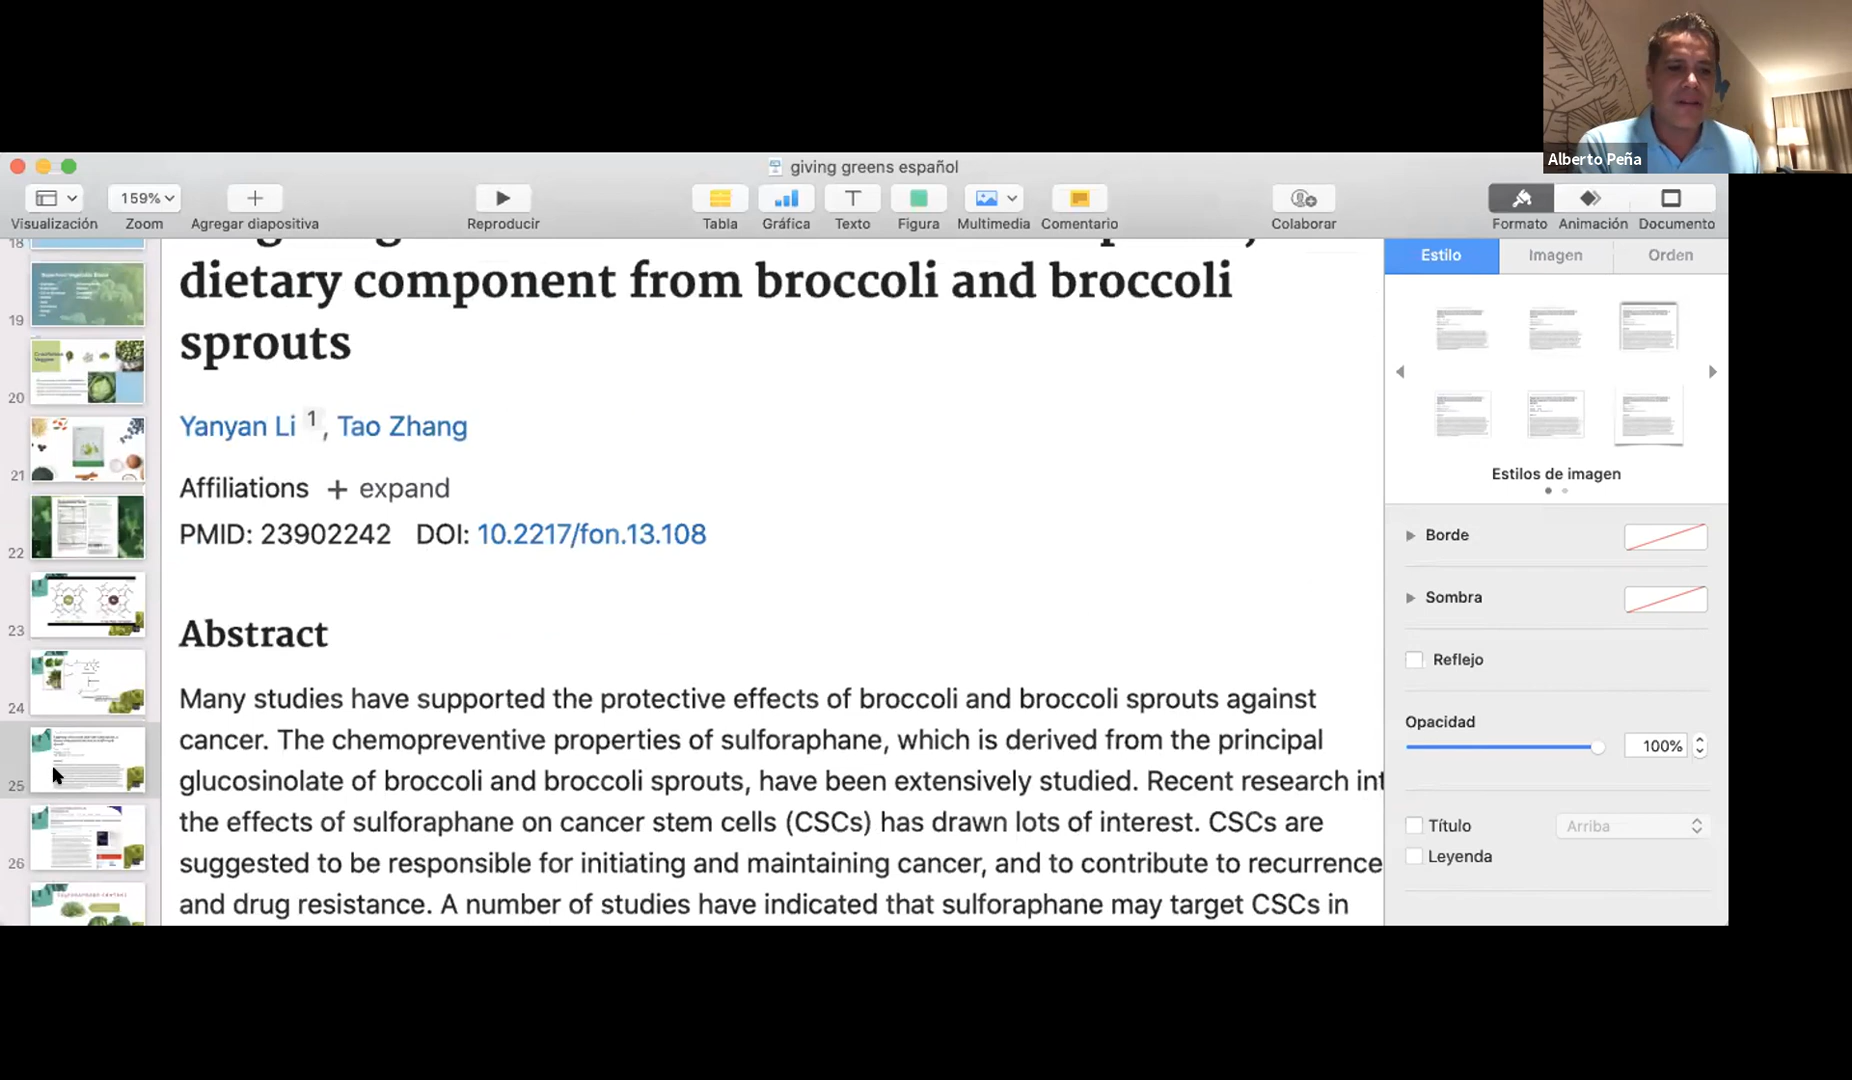 Alberto Peña
giving greens español
159%
Visualización
Zoom
Agregar diapositiva
Reproducir
Tabla
Gráfica
Texto
Figura
Multimedia
Comentario
Colaborar
Formato
Animación
Documento
18
19
20
21
22
23
24
25
26
dietary component from broccoli and broccoli
sprouts
Yanyan Li 1, Tao Zhang
Affiliations + expand
PMID: 23902242 DOI: 10.2217/fon.13.108
Abstract
Many studies have supported the protective effects of broccoli and broccoli sprouts against
cancer. The chemopreventive properties of sulforaphane, which is derived from the principal
glucosinolate of broccoli and broccoli sprouts, have been extensively studied. Recent research int
the effects of sulforaphane on cancer stem cells (CSCs) has drawn lots of interest. CSCs are
suggested to be responsible for initiating and maintaining cancer, and to contribute to recurrence
and drug resistance. A number of studies have indicated that sulforaphane may target CSCs in
Estilo
Imagen
Orden
Estilos de imagen
Borde
Sombra
Reflejo
Opacidad
100%
Título
Arriba
Leyenda